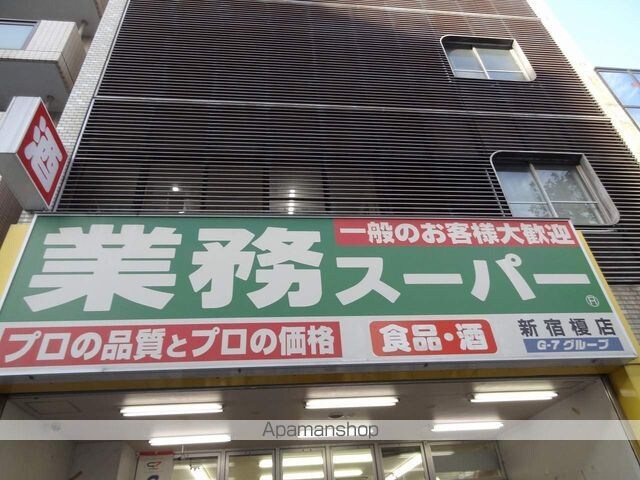 務
一般のお客様大歓迎
業務スーパー®
プロの品質とプロの価格
食品・酒
新宿榎店
G-7グループ
Apamanshop